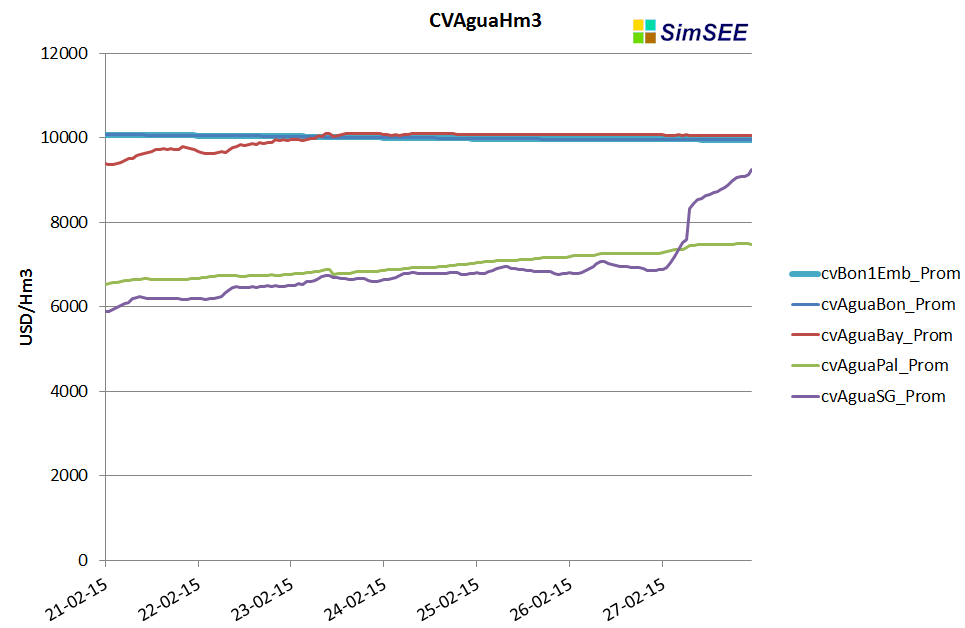 CVAguaHm3
SimSEE
12000
10000
8000
6000
4000
2000
0
USD/Hm3
21-02-15
22-02-15
23-02-15
24-02-15
25-02-15
26-02-15
27-02-15
cvBon1Emb_Prom
cvAguaBon_Prom
cvAguaBay_Prom
cvAguaPal_Prom
cvAguaSG_Prom